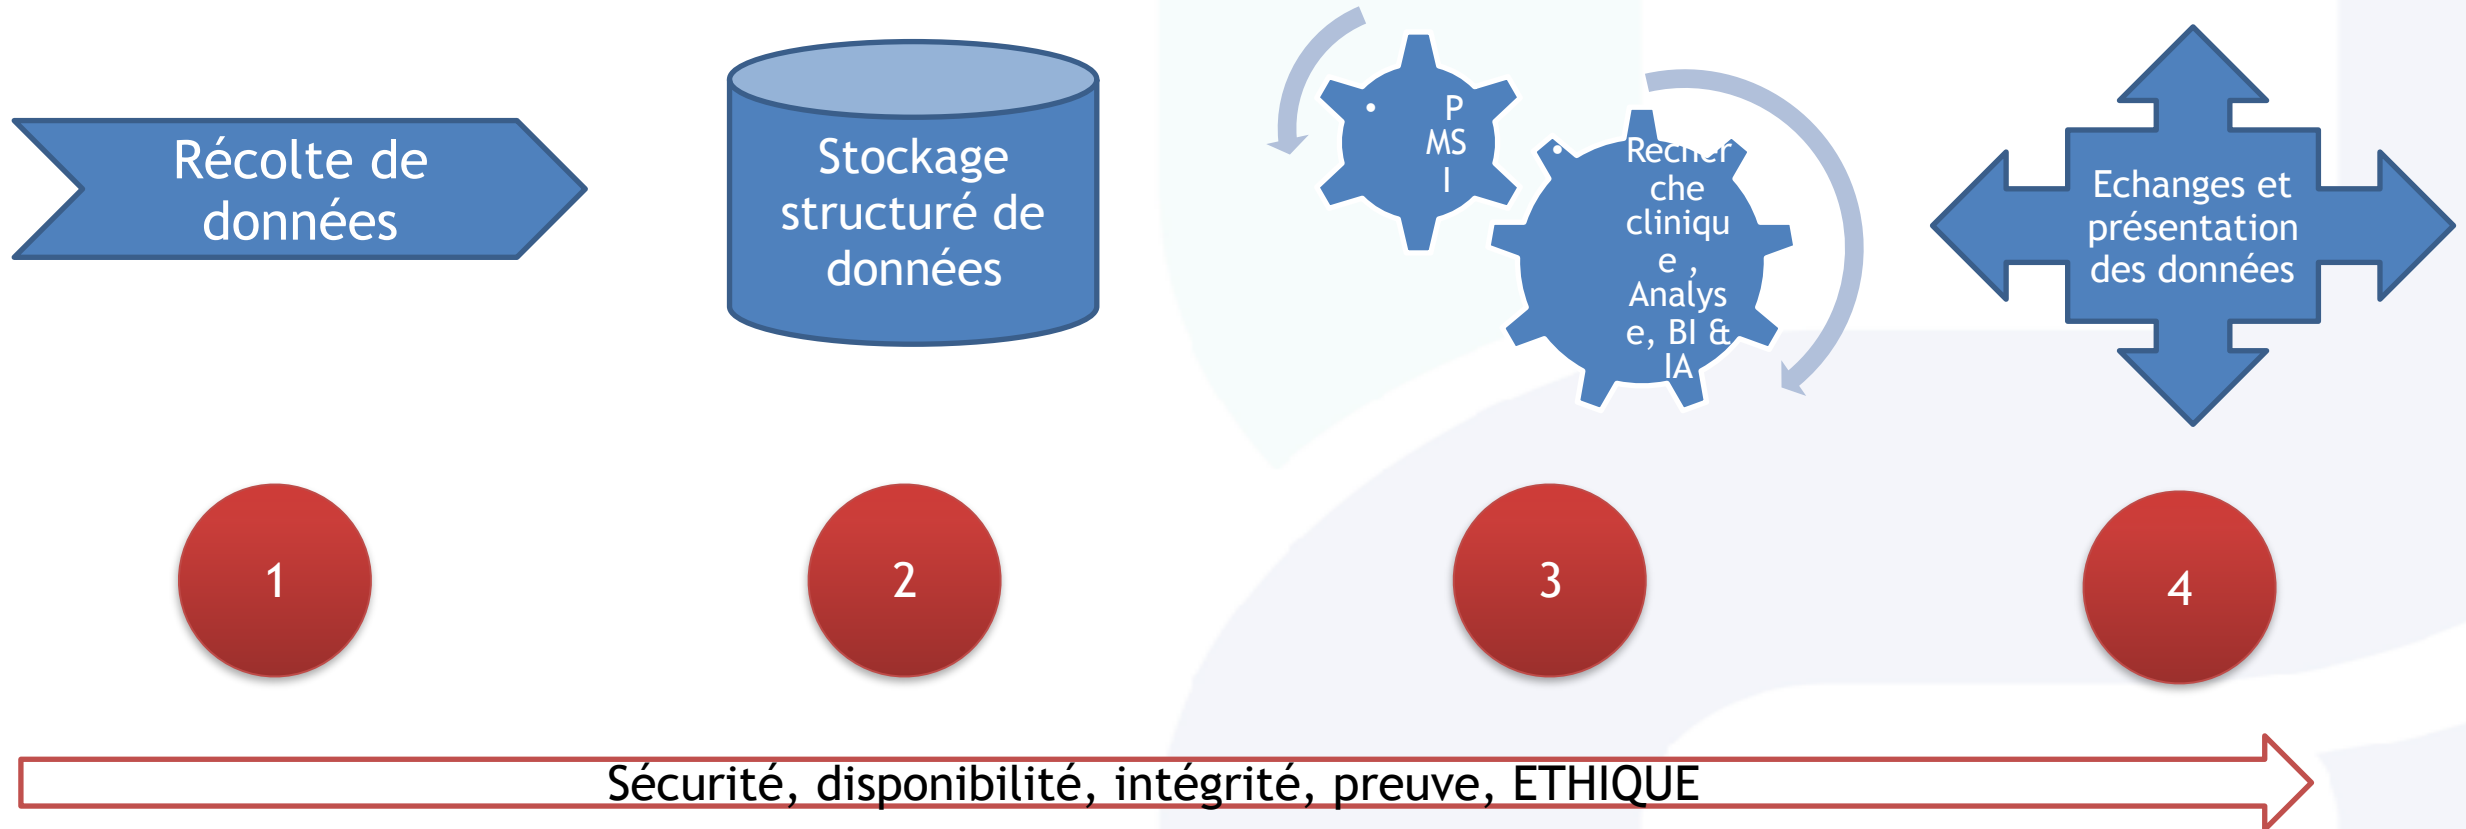 Récolte de
données
Stockage
structuré de
données
• P
MS
I
• Recher
che
cliniqu
e ,
Analys
e, BI &
IA
Echanges et
présentation
des données
1
2
3
4
Sécurité, disponibilité, intégrité, preuve, ETHIQUE